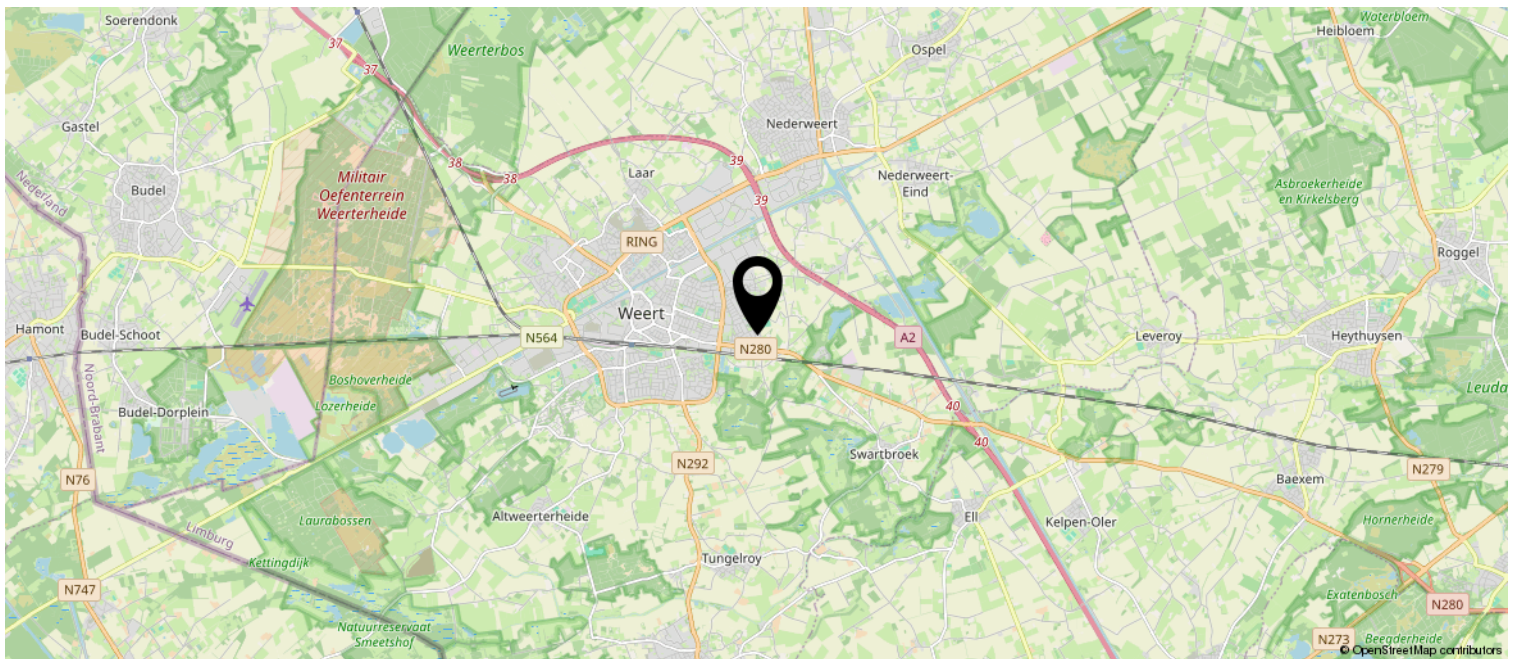 Soerendonk
Waterbloem
Heibloem
37
Weerterbos
Ospel
37
Gastel
Nederweert
38
39
38
Laar
Militair
Oefenterrein
Weerterheide
Nederweert-
Eind
Nederland
Budel
Asbroekerheide
en Kirkelsberg
39
RING
Roggel
Weert
Hamont
Budel-Schoot
N564
A2
Leveroy
Heythuysen
N280
Boshoverheide
Leuda
Noord-Brabant
Budel-Dorplein
Lozerheide
40
40
Swartbroek
N292
N279
N76
Baexem
Laurabossen
Altweerterheide
Ell
Kelpen-Oler
Hornerheide
Limburg
Kettingdijk
Tungelroy
N747
Exatenbosch
N280
Natuurreservaat
Smeetshof
N273
Beegderheide
© OpenStreetMap contributors